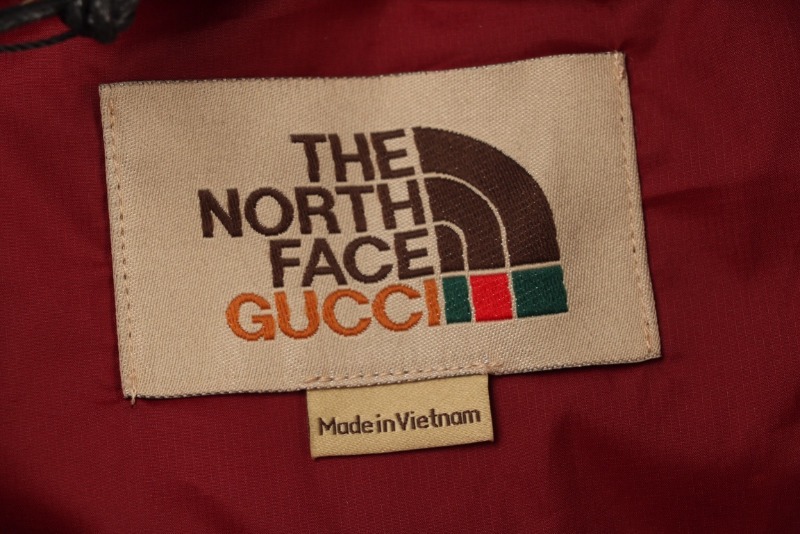 THE
NORTH
FACE
GUCCI
Made in Vietnam